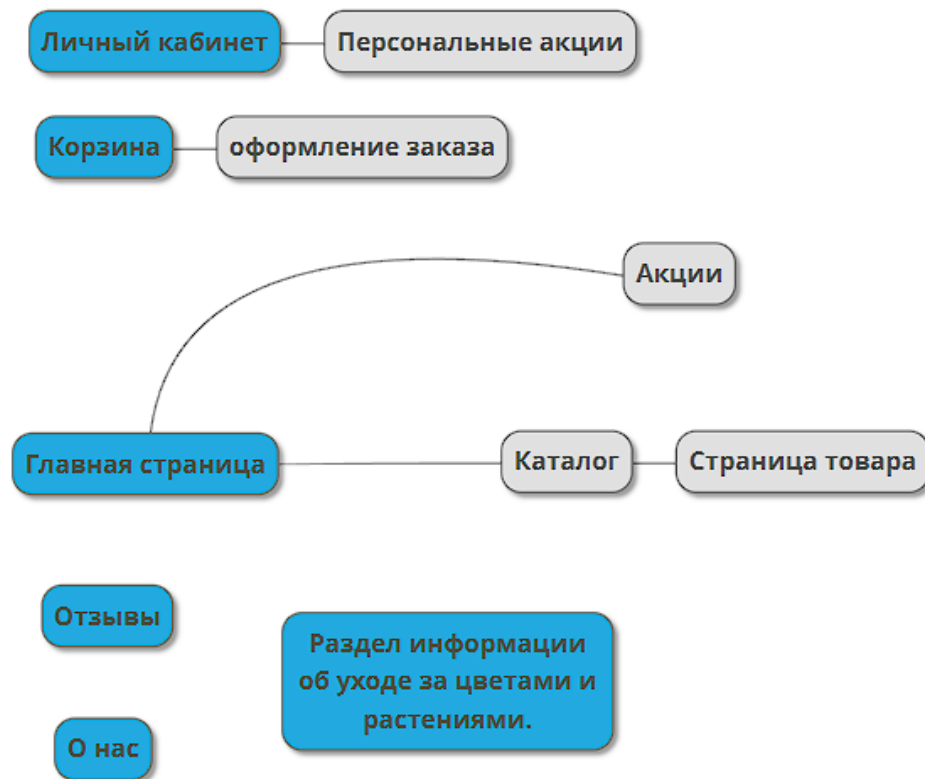 Личный кабинет
Персональные акции
Корзина
оформление заказа
Акции
Главная страница
Каталог
Страница товара
Отзывы
Раздел информации
об уходе за цветами и
растениями.
О нас